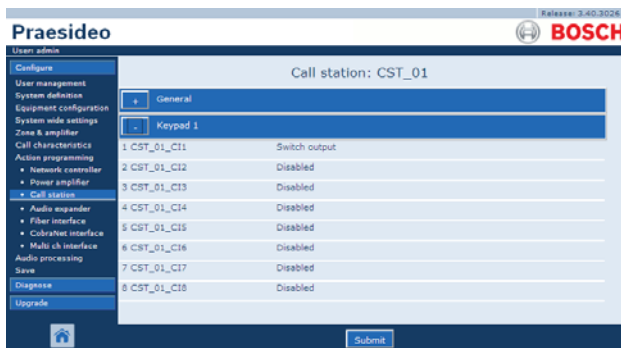 Release: 3.40.3026
Praesideo
BOSCH
User: admin
Configure
User management
System definition
Equipment configuration
System wide settings
Zone & amplifier
Call characteristics
Action programming
• Network controller
• Power amplifier
• Call station
• Audio expander
• Fiber interface
• CobraNet interface
• Multi ch interface
Audio processing
Save
Diagnose
Upgrade
Call station: CST_01
+ General
- Keypad 1
1 CST_01_CI1 Switch output
2 CST_01_CI2 Disabled
3 CST_01_CI3 Disabled
4 CST_01_CI4 Disabled
5 CST_01_CI5 Disabled
6 CST_01_CI6 Disabled
7 CST_01_CI7 Disabled
8 CST_01_CI8 Disabled
Submit